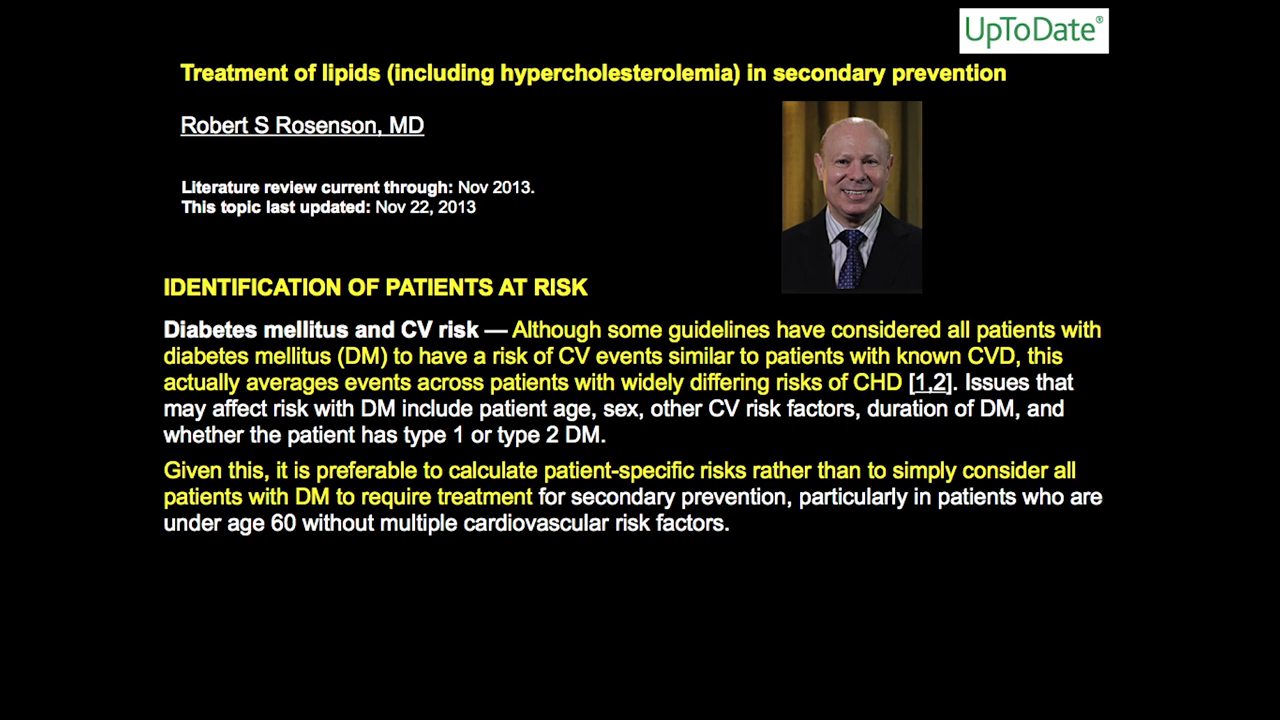 UpToDate®
Treatment of lipids (including hypercholesterolemia) in secondary prevention
Robert S Rosenson, MD
Literature review current through: Nov 2013.
This topic last updated: Nov 22, 2013
IDENTIFICATION OF PATIENTS AT RISK
Diabetes mellitus and CV risk — Although some guidelines have considered all patients with
diabetes mellitus (DM) to have a risk of CV events similar to patients with known CVD, this
actually averages events across patients with widely differing risks of CHD [1,2]. Issues that
may affect risk with DM include patient age, sex, other CV risk factors, duration of DM, and
whether the patient has type 1 or type 2 DM.
Given this, it is preferable to calculate patient-specific risks rather than to simply consider all
patients with DM to require treatment for secondary prevention, particularly in patients who are
under age 60 without multiple cardiovascular risk factors.